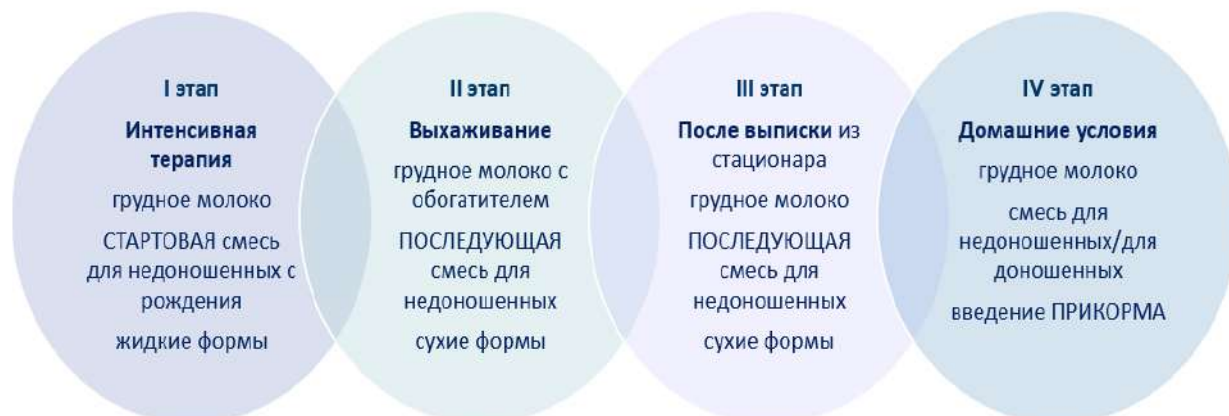 I этап
Интенсивная
терапия
грудное молоко
СТАРТОВАЯ смесь
для недоношенных с
рождения
жидкие формы
II этап
Выхаживание
грудное молоко с
обогатителем
ПОСЛЕДУЮЩАЯ
смесь для
недоношенных
сухие формы
III этап
После выписки из
стационара
грудное молоко
ПОСЛЕДУЮЩАЯ
смесь для
недоношенных
сухие формы
IV этап
Домашние условия
грудное молоко
смесь для
недоношенных/для
доношенных
введение ПРИКОРМА